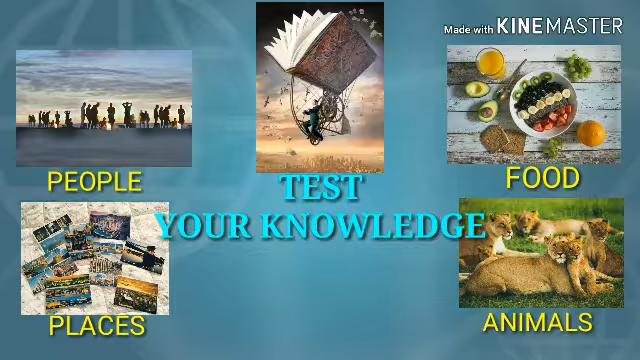 Made with KINEMASTER
PEOPLE
FOOD
TEST
YOUR KNOWLEDGE
PLACES
ANIMALS